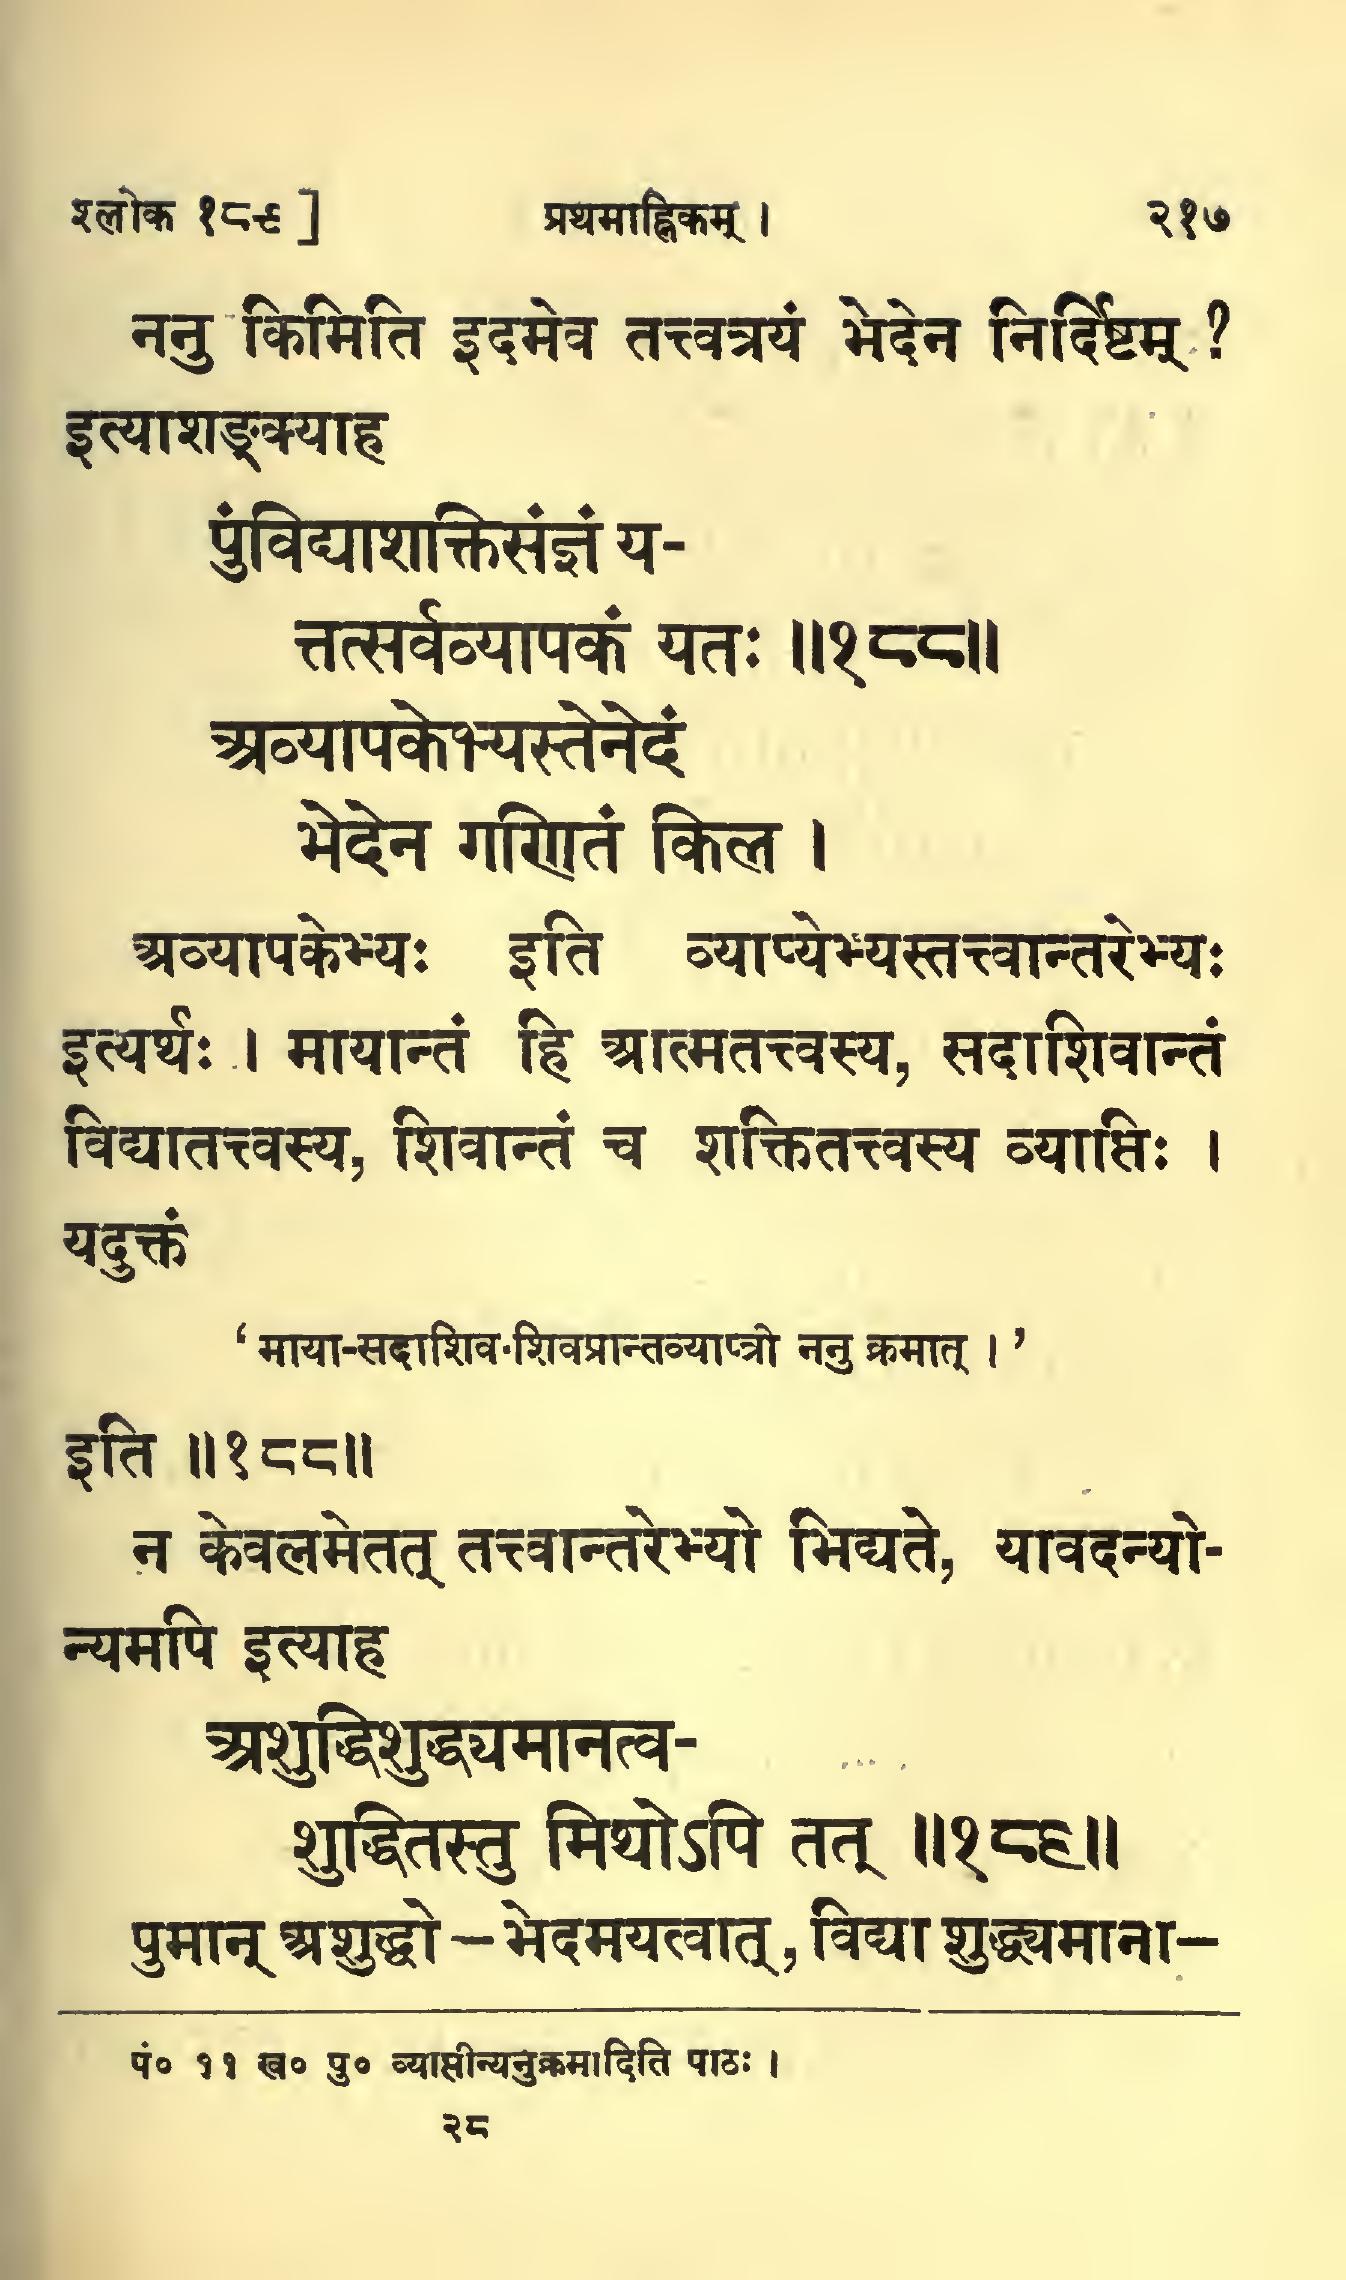 श्लोक १८९ ]
प्रथमाह्निकम् ।
२१७
ननु किमिति इदमेव तत्त्वत्रयं भेदेन निर्दिष्टम् ?
इत्याशङ्क्याह
पुंविद्याशक्तिसंज्ञं य-
त्तत्सर्वव्यापकं यतः ॥१८८॥
अव्यापकेभ्यस्तेनेदं
भेदेन गणितं किल ।
अव्यापकेभ्यः इति व्याप्येभ्यस्तत्त्वान्तरेभ्यः
इत्यर्थः । मायान्तं हि आत्मतत्त्वस्य, सदाशिवान्तं
विद्यातत्त्वस्य, शिवान्तं च शक्तितत्त्वस्य व्याप्तिः ।
यदुक्तं
‘ माया-सदाशिव-शिवप्रान्तव्याप्त्री ननु क्रमात् । ’
इति ॥१८८॥
न केवलमेतत् तत्त्वान्तरेभ्यो भिद्यते, यावदन्यो-
न्यमपि इत्याह
अशुद्धिशुद्ध्यमानत्व-
शुद्धितस्तु मिथोऽपि तत् ॥१८९॥
पुमान् अशुद्धो — भेदमयत्वात्, विद्या शुद्ध्यमाना—
पं० ११ ख० पु० व्याप्तीन्यनुक्रमादिति पाठः ।
२८